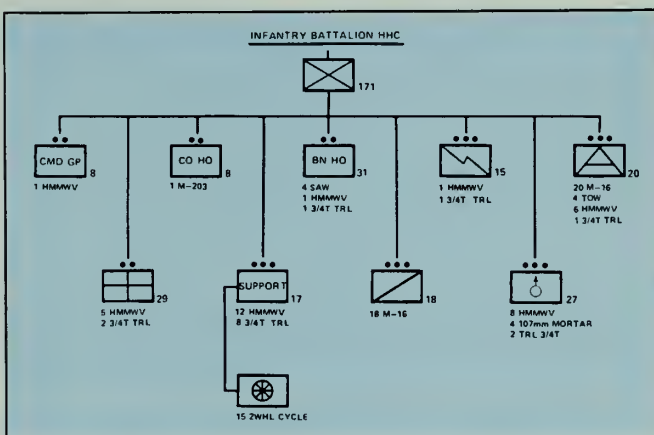 INFANTRY BATTALION HHC
171
CMD GP
8
1 HMMWV
CO HO
8
1 M-203
BN HO
31
4 SAW
1 HMMWV
1 3/4T TRL
15
1 HMMWV
1 3/4T TRL
20
20 M-16
4 TOW
6 HMMWV
1 3/4T TRL
29
5 HMMWV
2 3/4T TRL
SUPPORT
17
12 HMMWV
8 3/4T TRL
15 2WHL CYCLE
18
18 M-16
27
8 HMMWV
4 107mm MORTAR
2 TRL 3/4T